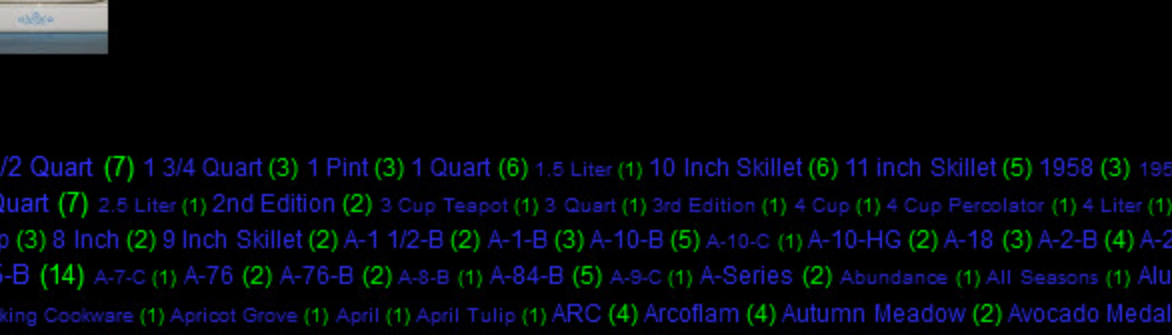 /2 Quart (7) 1 3/4 Quart (3) 1 Pint (3) 1 Quart (6) 1.5 Liter (1) 10 Inch Skillet (6) 11 inch Skillet (5) 1958 (3) 195
Quart (7) 2.5 Liter (1) 2nd Edition (2) 3 Cup Teapot (1) 3 Quart (1) 3rd Edition (1) 4 Cup (1) 4 Cup Percolator (1) 4 Liter (1)
p (3) 8 Inch (2) 9 Inch Skillet (2) A-1 1/2-B (2) A-1-B (3) A-10-B (5) A-10-C (1) A-10-HG (2) A-18 (3) A-2-B (4) A-2
-B (14) A-7-C (1) A-76 (2) A-76-B (2) A-8-B (1) A-84-B (5) A-9-C (1) A-Series (2) Abundance (1) All Seasons (1) Alu
king Cookware (1) Apricot Grove (1) April (1) April Tulip (1) ARC (4) Arcoflam (4) Autumn Meadow (2) Avocado Meda